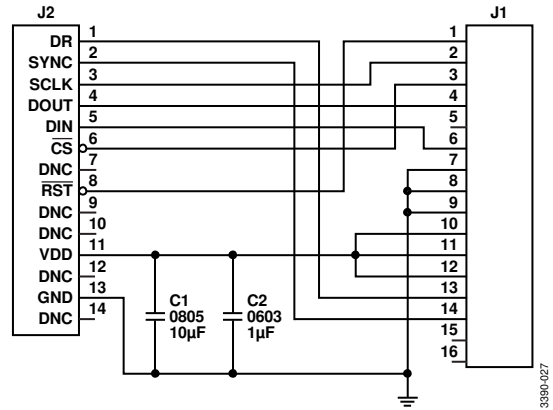 J2 J1
DR 1
SYNC 2
SCLK 3
DOUT 4
DIN 5
CS 6
DNC 7
RST 8
DNC 9
DNC 10
VDD 11
DNC 12
GND 13
DNC 14
1
2
3
4
5
6
7
8
9
10
11
12
13
14
15
16
C1
0805
10µF
C2
0603
1µF
3390-027